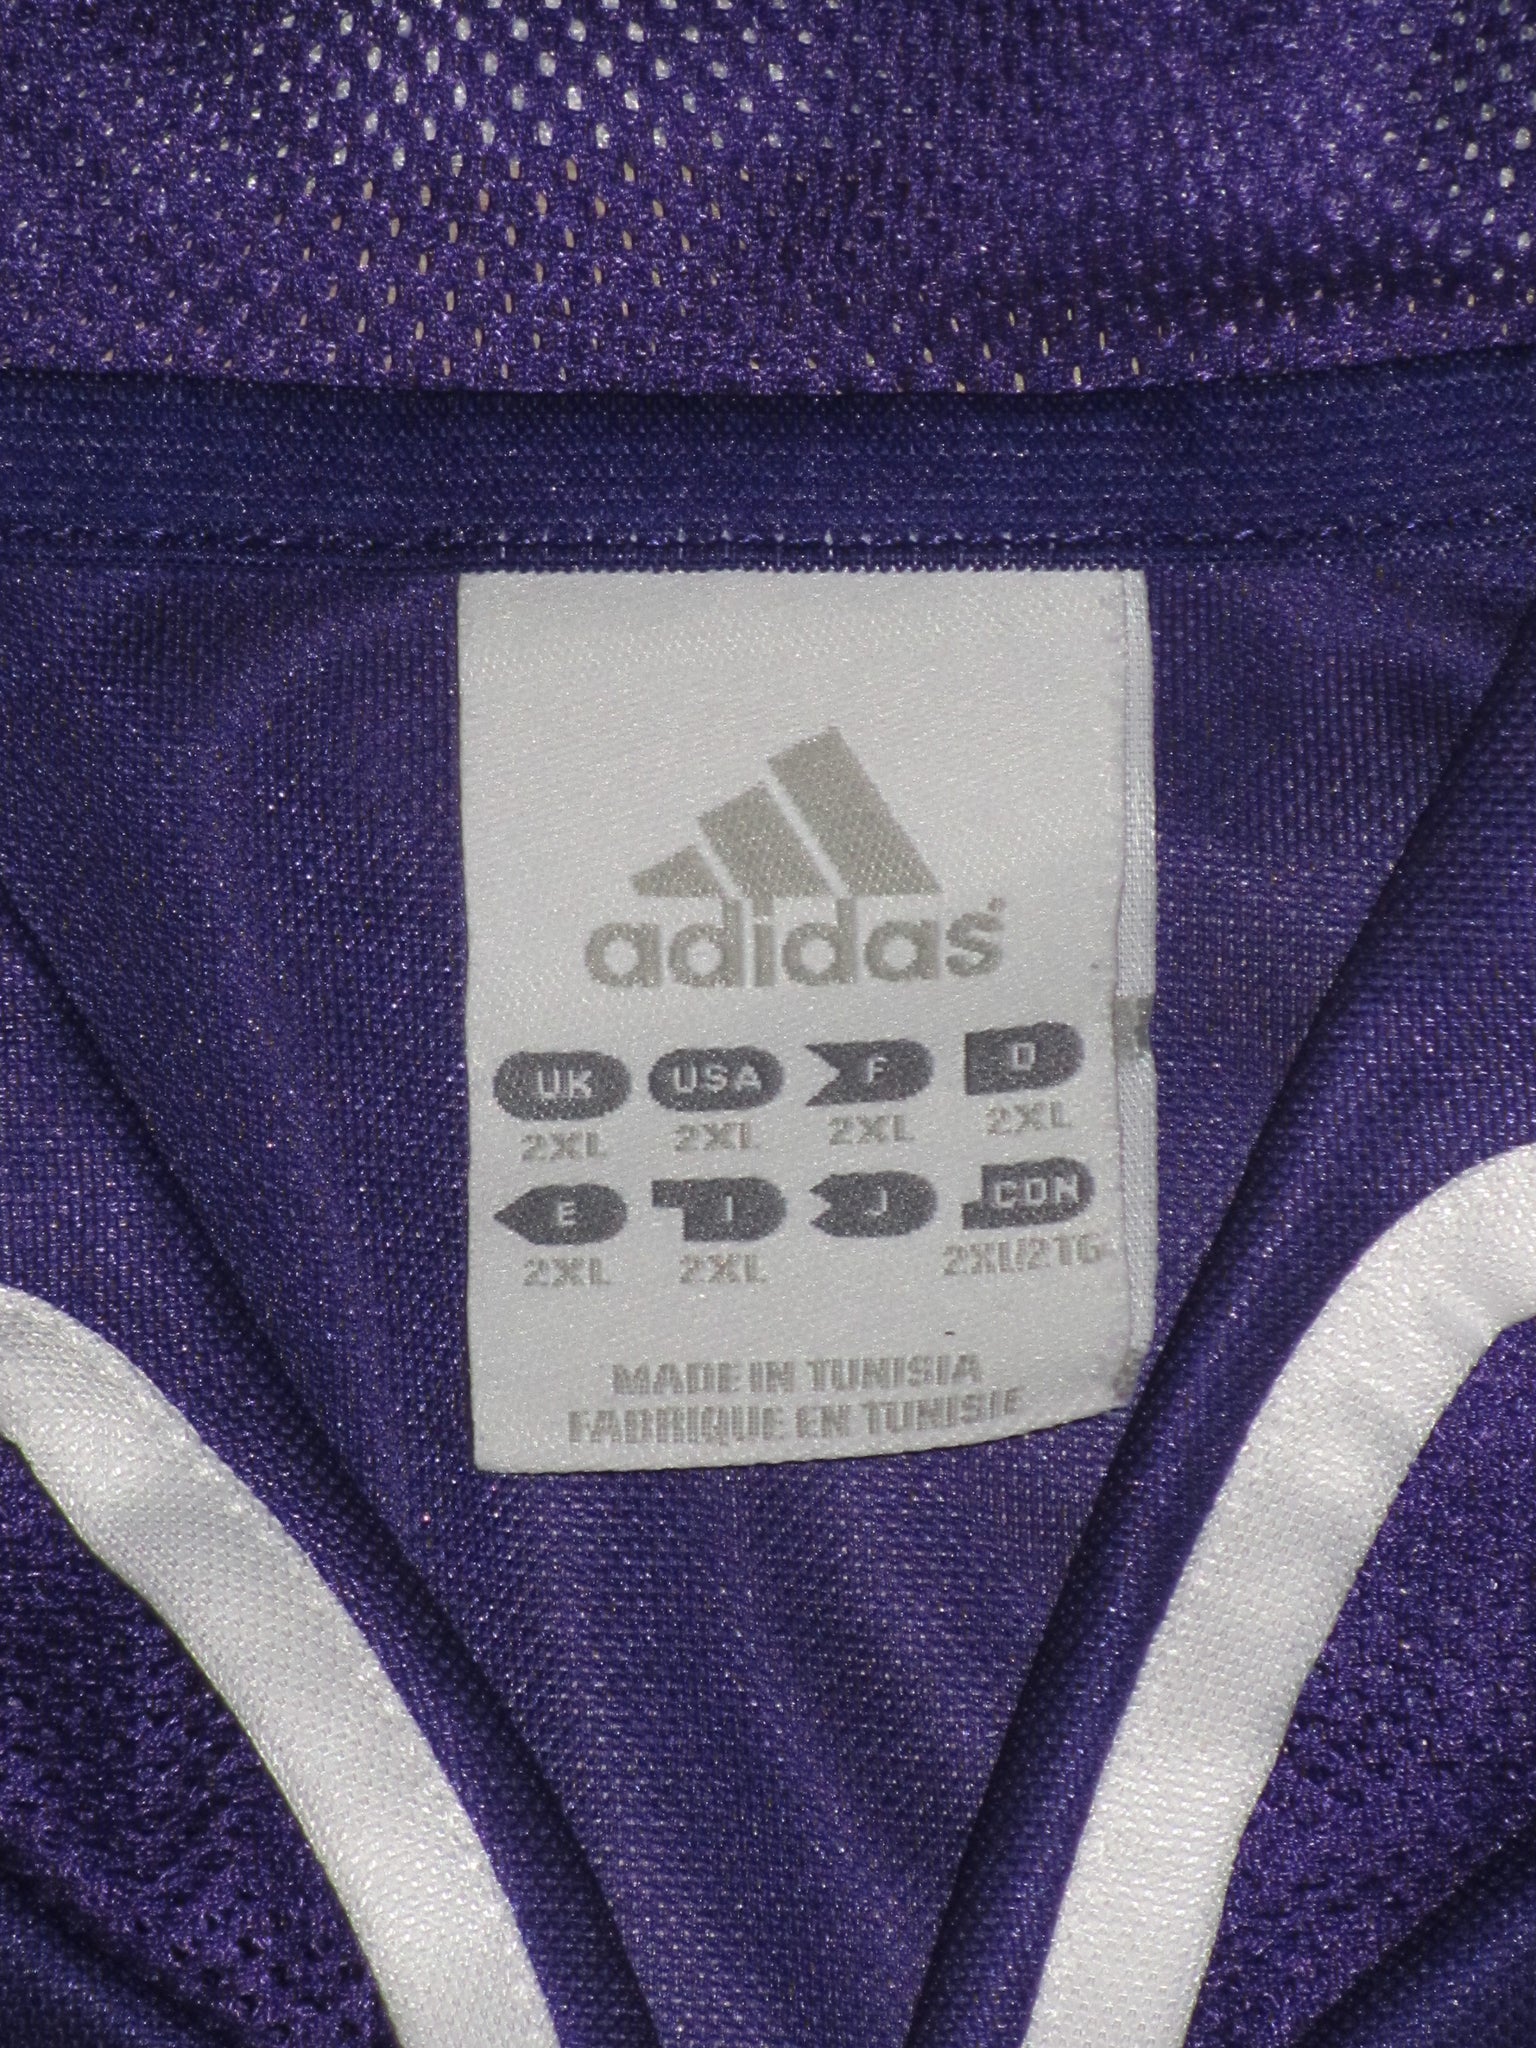 adidas®
UK USA F D
2XL 2XL 2XL 2XL
E I J CDN
2XL 2XL 2XL/2TG
MADE IN TUNISIA
FABRIQUE EN TUNISIE